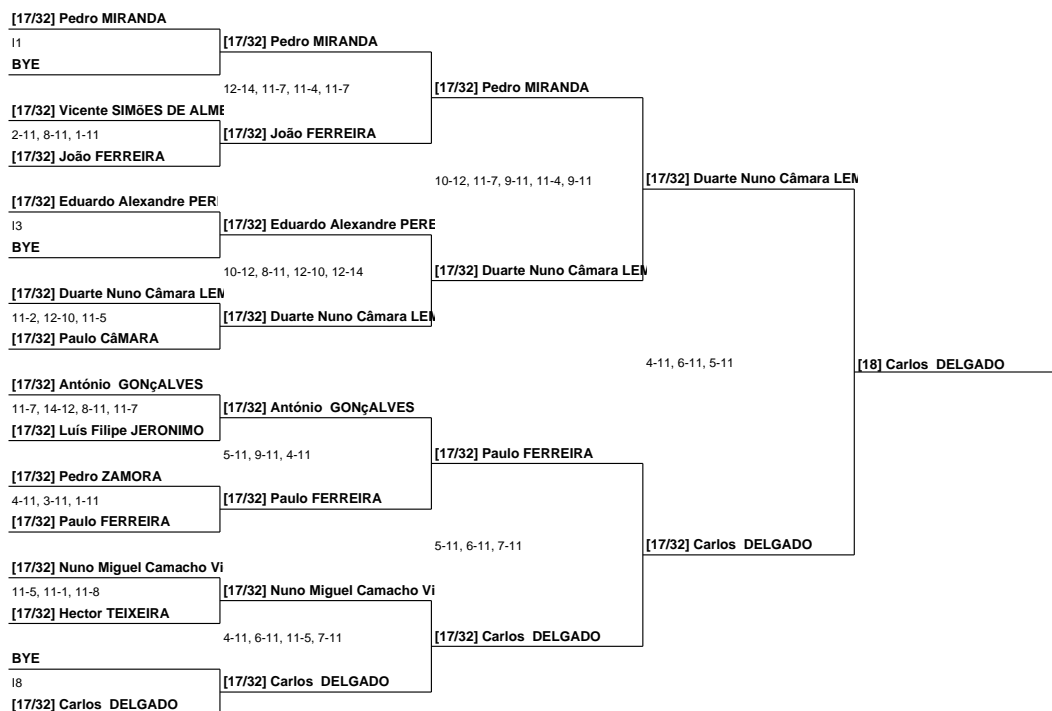 [17/32] Pedro MIRANDA
I1
BYE
[17/32] Pedro MIRANDA
12-14, 11-7, 11-4, 11-7
[17/32] Vicente SIMõES DE ALME
2-11, 8-11, 1-11
[17/32] João FERREIRA
[17/32] João FERREIRA
[17/32] Pedro MIRANDA
10-12, 11-7, 9-11, 11-4, 9-11
[17/32] Eduardo Alexandre PER
I3
BYE
[17/32] Eduardo Alexandre PERE
10-12, 8-11, 12-10, 12-14
[17/32] Duarte Nuno Câmara LEM
11-2, 12-10, 11-5
[17/32] Paulo CâMARA
[17/32] Duarte Nuno Câmara LEM
[17/32] Duarte Nuno Câmara LEM
[17/32] Duarte Nuno Câmara LEM
4-11, 6-11, 5-11
[18] Carlos  DELGADO
[17/32] António  GONçALVES
11-7, 14-12, 8-11, 11-7
[17/32] Luís Filipe JERONIMO
[17/32] António  GONçALVES
5-11, 9-11, 4-11
[17/32] Pedro ZAMORA
4-11, 3-11, 1-11
[17/32] Paulo FERREIRA
[17/32] Paulo FERREIRA
[17/32] Paulo FERREIRA
5-11, 6-11, 7-11
[17/32] Carlos  DELGADO
[17/32] Nuno Miguel Camacho Vi
11-5, 11-1, 11-8
[17/32] Hector TEIXEIRA
[17/32] Nuno Miguel Camacho Vi
4-11, 6-11, 11-5, 7-11
[17/32] Carlos  DELGADO
BYE
I8
[17/32] Carlos  DELGADO
[17/32] Carlos  DELGADO